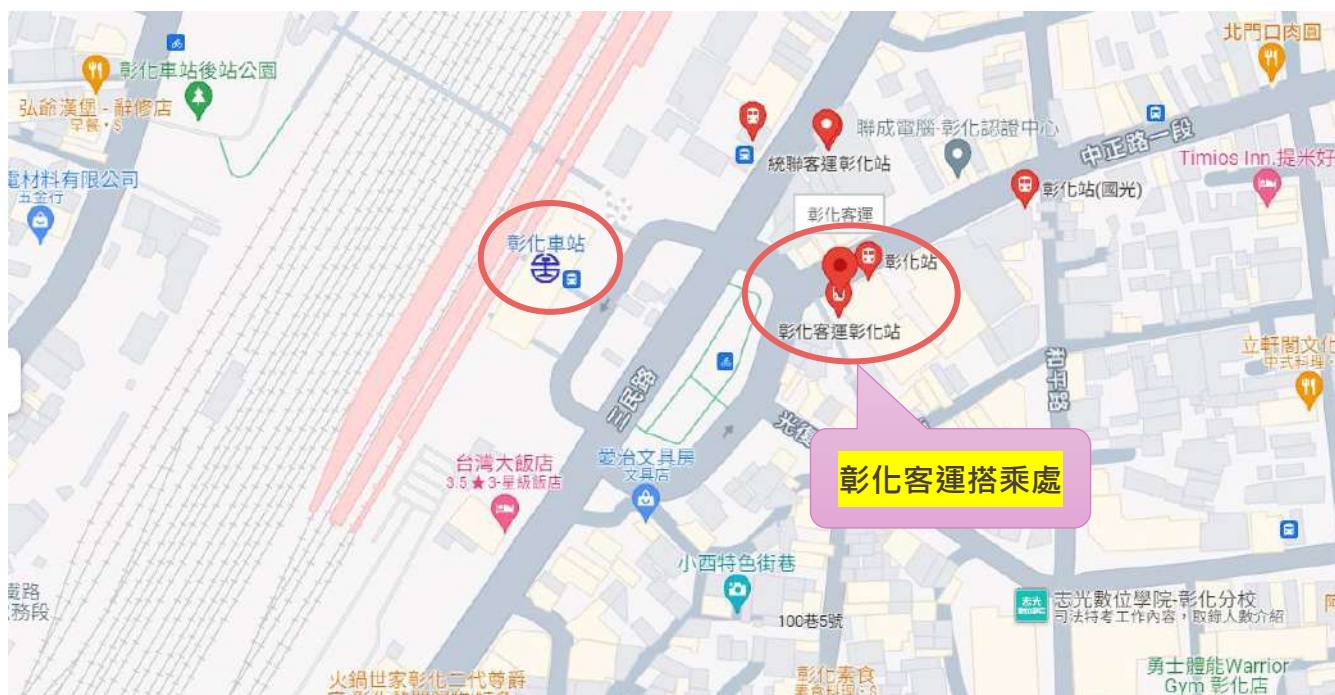 北門口肉圓
彰化車站後站公園
弘爺漢堡 - 辭修店
早餐・$
聯成電腦-彰化認證中心
中正路一段
統聯客運彰化站
Timios Inn.提米好
電材料有限公司
五金行
彰化站(國光)
彰化客運
彰化車站
彰化站
彰化客運彰化站
立軒閣文化
中式料理・
和平路
三民路
光復
彰化客運搭乘處
愛治文具房
文具店
台灣大飯店
3.5★3-星級飯店
小西特色街巷
100巷5號
鐵路
務段
志光
志光數位學院-彰化分校
司法特考工作內容，取錄人數介紹
火鍋世家彰化二代尊爵
彰化素食
素食料理・$
勇士體能Warrior
Gym 彰化店